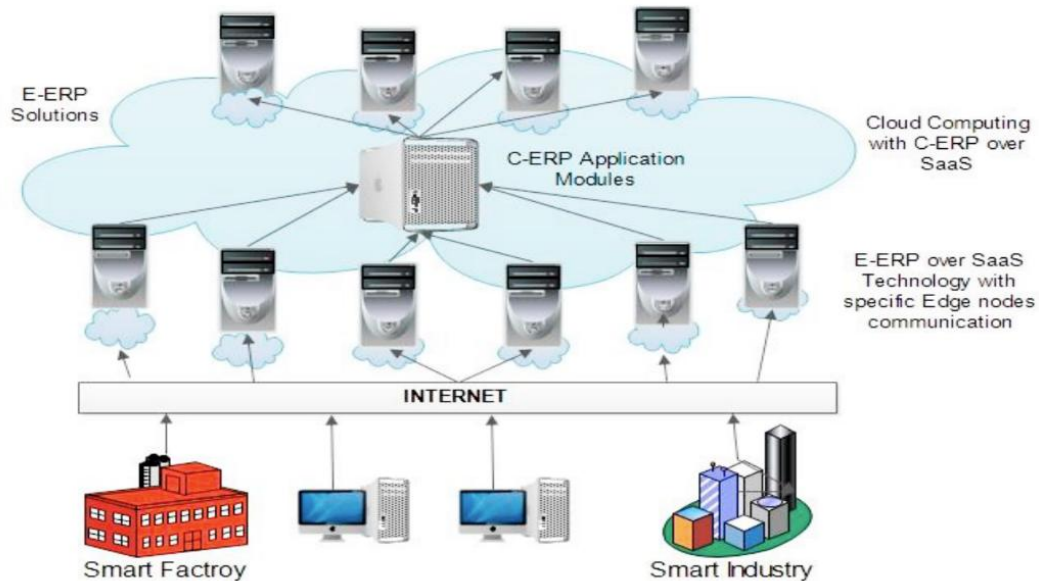 E-ERP
Solutions
C-ERP Application
Modules
Cloud Computing
with C-ERP over
SaaS
E-ERP over SaaS
Technology with
specific Edge nodes
communication
INTERNET
Smart Factroy
Smart Industry